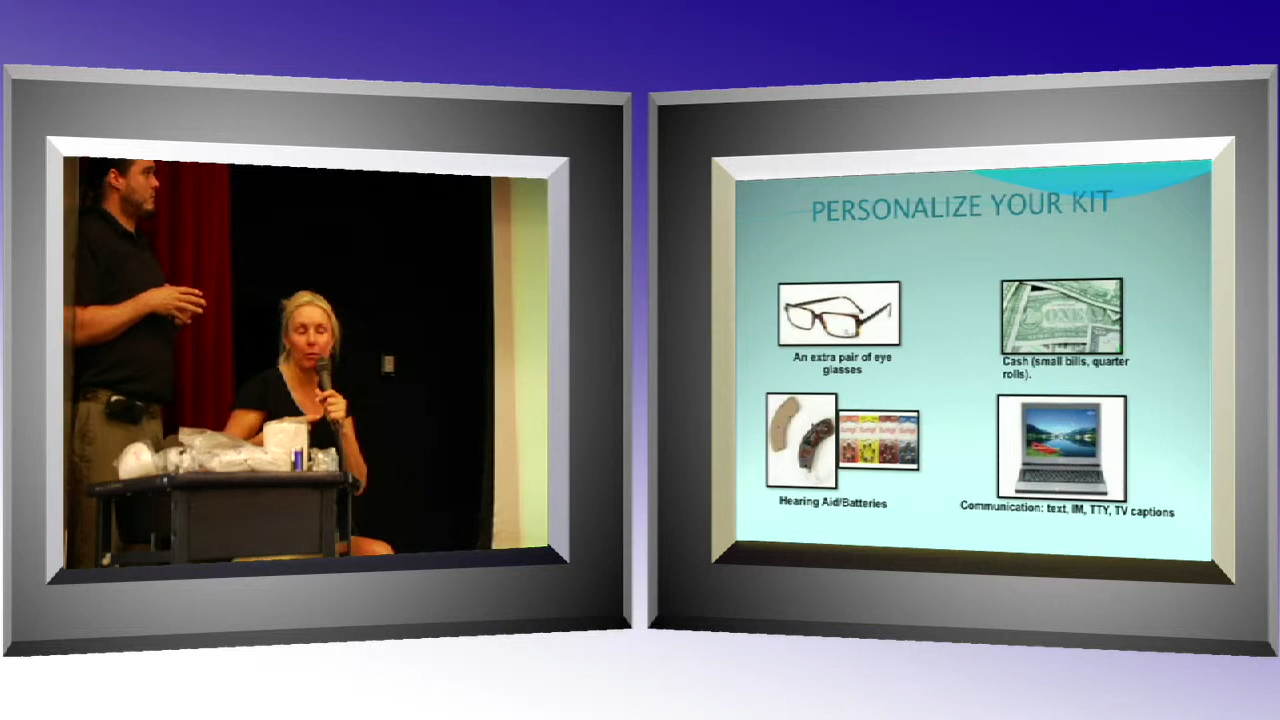 PERSONALIZE YOUR KIT
An extra pair of eye
glasses
ONE
Cash (small bills, quarter
rolls).
Hearing Aid/Batteries
Communication: text, IM, TTY, TV captions